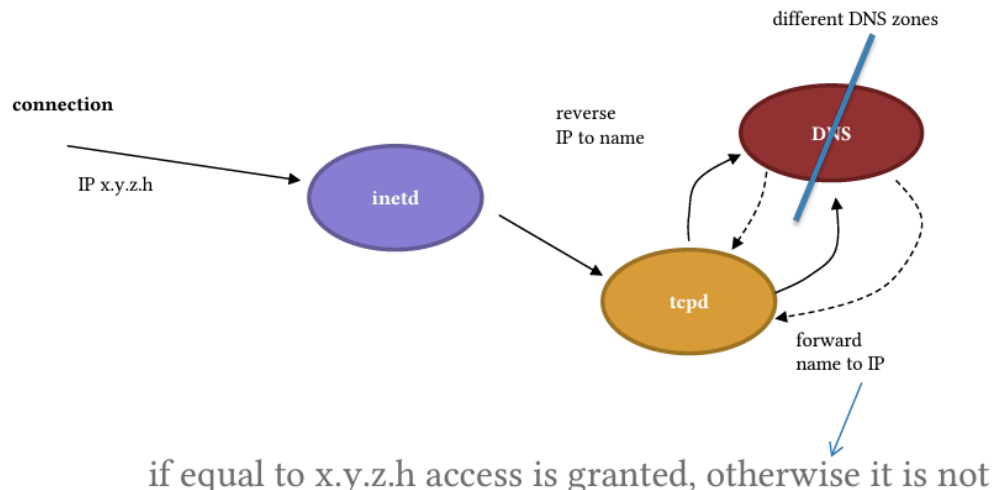 different DNS zones
connection
reverse
IP to name
DNS
IP x.y.z.h
inetd
tcpd
forward
name to IP
if equal to x.y.z.h access is granted, otherwise it is not